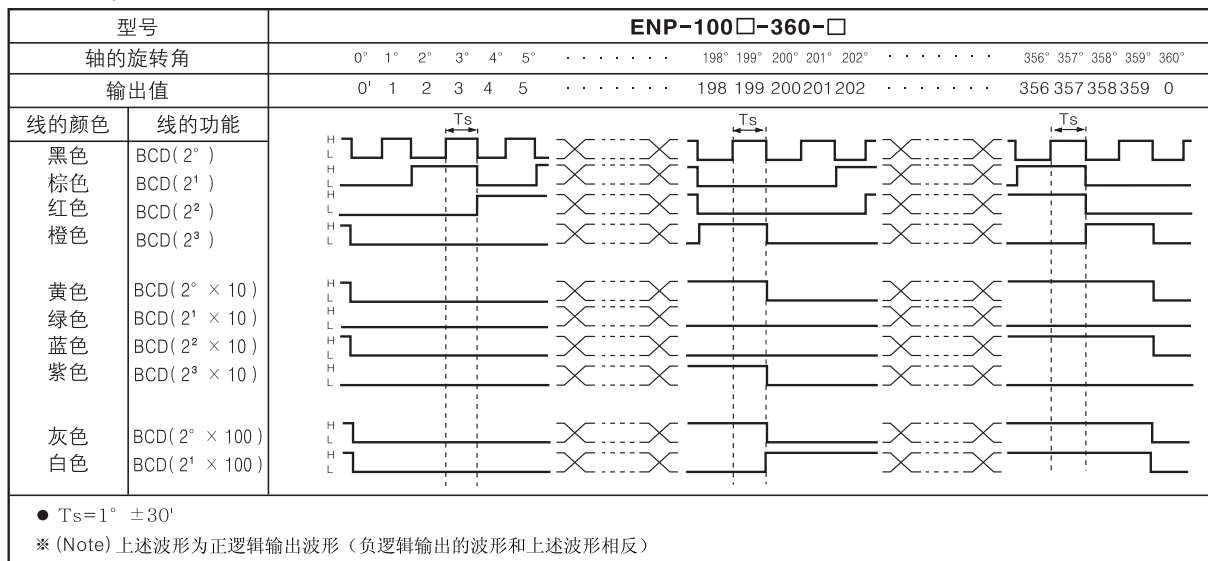 型号 ENP-100□-360-□
轴的旋转角 0° 1° 2° 3° 4° 5° · · · · · · · 198° 199° 200° 201° 202° · · · · · · · 356° 357° 358° 359° 360°
输出值 0' 1 2 3 4 5 · · · · · · · 198 199 200 201 202 · · · · · · · 356 357 358 359 0
线的颜色 线的功能 Ts Ts Ts
黑色 BCD(2°) H L
棕色 BCD(2¹) H L
红色 BCD(2²) H L
橙色 BCD(2³) H L
黄色 BCD(2° × 10) H L
绿色 BCD(2¹ × 10) H L
蓝色 BCD(2² × 10) H L
紫色 BCD(2³ × 10) H L
灰色 BCD(2° × 100) H L
白色 BCD(2¹ × 100) H L
● Ts=1° ±30'
※ (Note) 上述波形为正逻辑输出波形（负逻辑输出的波形和上述波形相反）